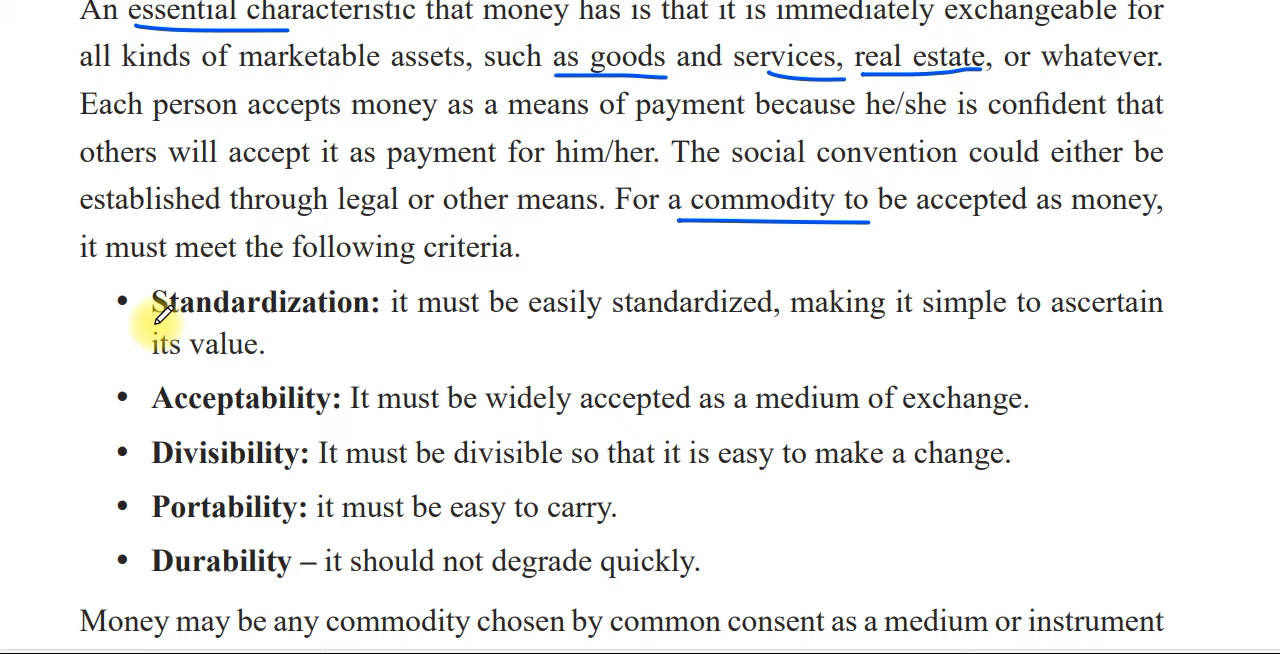 An essential characteristic that money has is that it is immediately exchangeable for
all kinds of marketable assets, such as goods and services, real estate, or whatever.
Each person accepts money as a means of payment because he/she is confident that
others will accept it as payment for him/her. The social convention could either be
established through legal or other means. For a commodity to be accepted as money,
it must meet the following criteria.
• Standardization: it must be easily standardized, making it simple to ascertain
its value.
• Acceptability: It must be widely accepted as a medium of exchange.
• Divisibility: It must be divisible so that it is easy to make a change.
• Portability: it must be easy to carry.
• Durability – it should not degrade quickly.
Money may be any commodity chosen by common consent as a medium or instrument